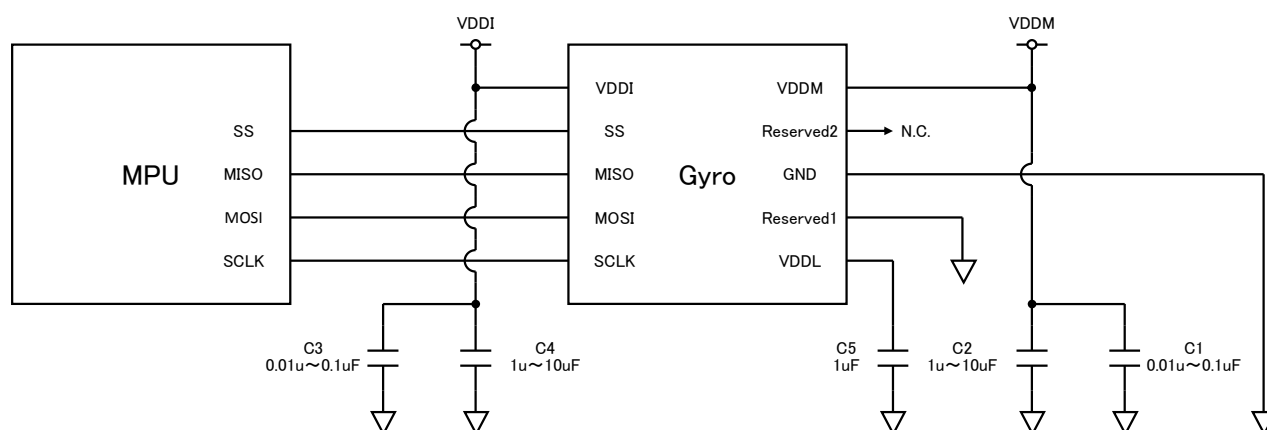 VDDI
VDDM
VDDI
VDDM
SS
SS
Reserved2
N.C.
MPU
MISO
MISO
Gyro
GND
MOSI
MOSI
Reserved1
SCLK
SCLK
VDDL
C3
0.01u～0.1uF
C4
1u～10uF
C5
1uF
C2
1u～10uF
C1
0.01u～0.1uF